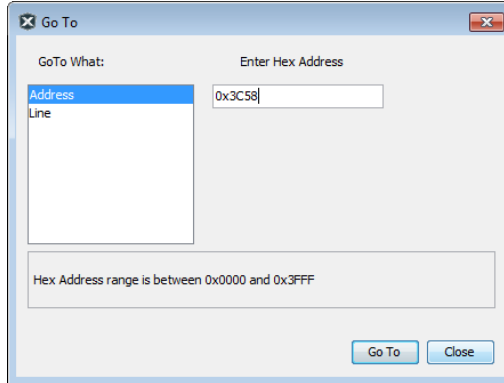 Go To
GoTo What:
Enter Hex Address
Address
0x3C58
Line
Hex Address range is between 0x0000 and 0x3FFF
Go To
Close